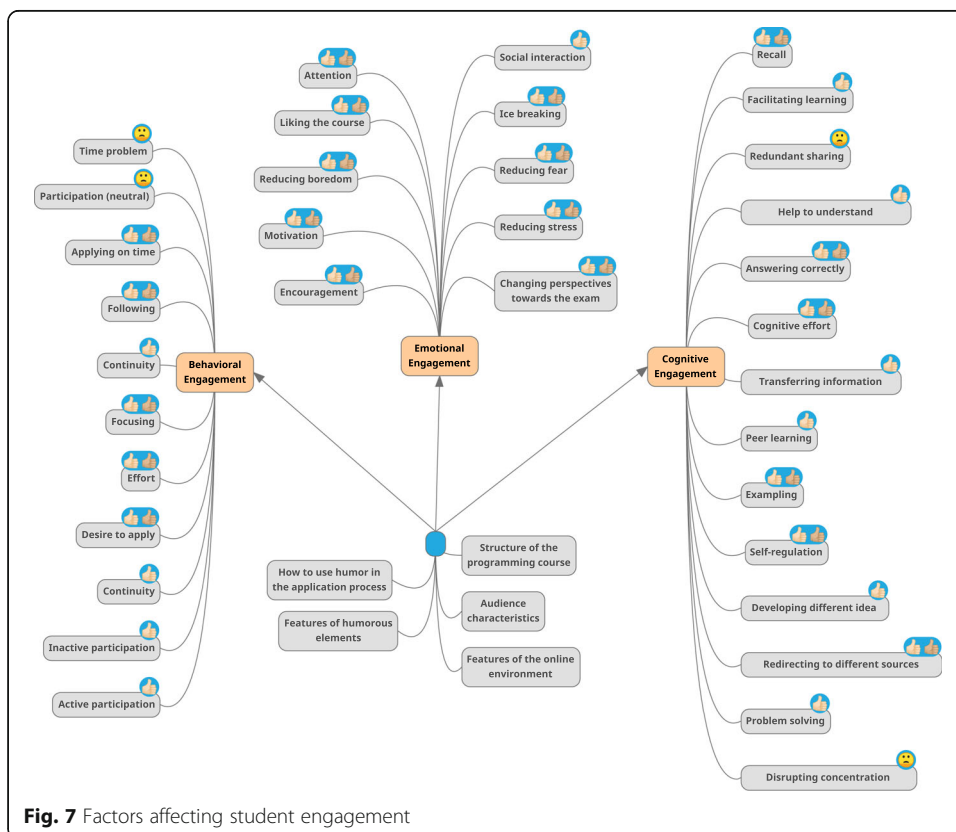 Time problem
Participation (neutral)
Applying on time
Following
Continuity
Focusing
Effort
Desire to apply
Continuity
Inactive participation
Active participation
Behavioral
Engagement
Attention
Liking the course
Reducing boredom
Motivation
Encouragement
Social interaction
Ice breaking
Reducing fear
Reducing stress
Changing perspectives
towards the exam
Emotional
Engagement
Recall
Facilitating learning
Redundant sharing
Help to understand
Answering correctly
Cognitive effort
Transferring information
Peer learning
Exampling
Self-regulation
Developing different idea
Redirecting to different sources
Problem solving
Disrupting concentration
Cognitive
Engagement
How to use humor in
the application process
Features of humorous
elements
Structure of the
programming course
Audience
characteristics
Features of the online
environment
Fig. 7 Factors affecting student engagement